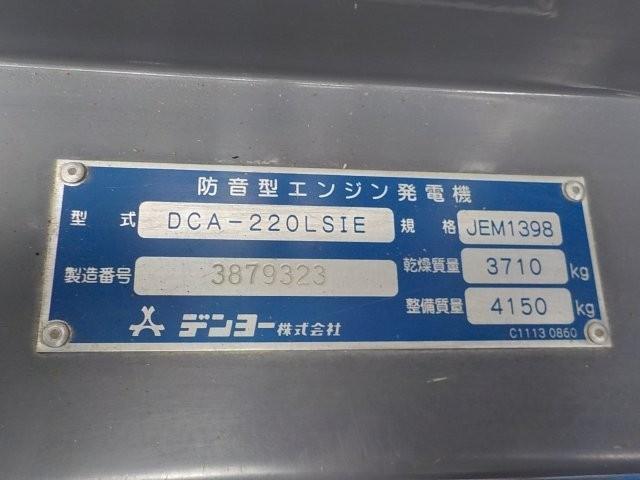 防音型エンジン発電機
型式 DCA-220LSIE 規格 JEM1398
製造番号 3879323 乾燥質量 3710 kg
整備質量 4150 kg
デンヨー株式会社
C1113 0860